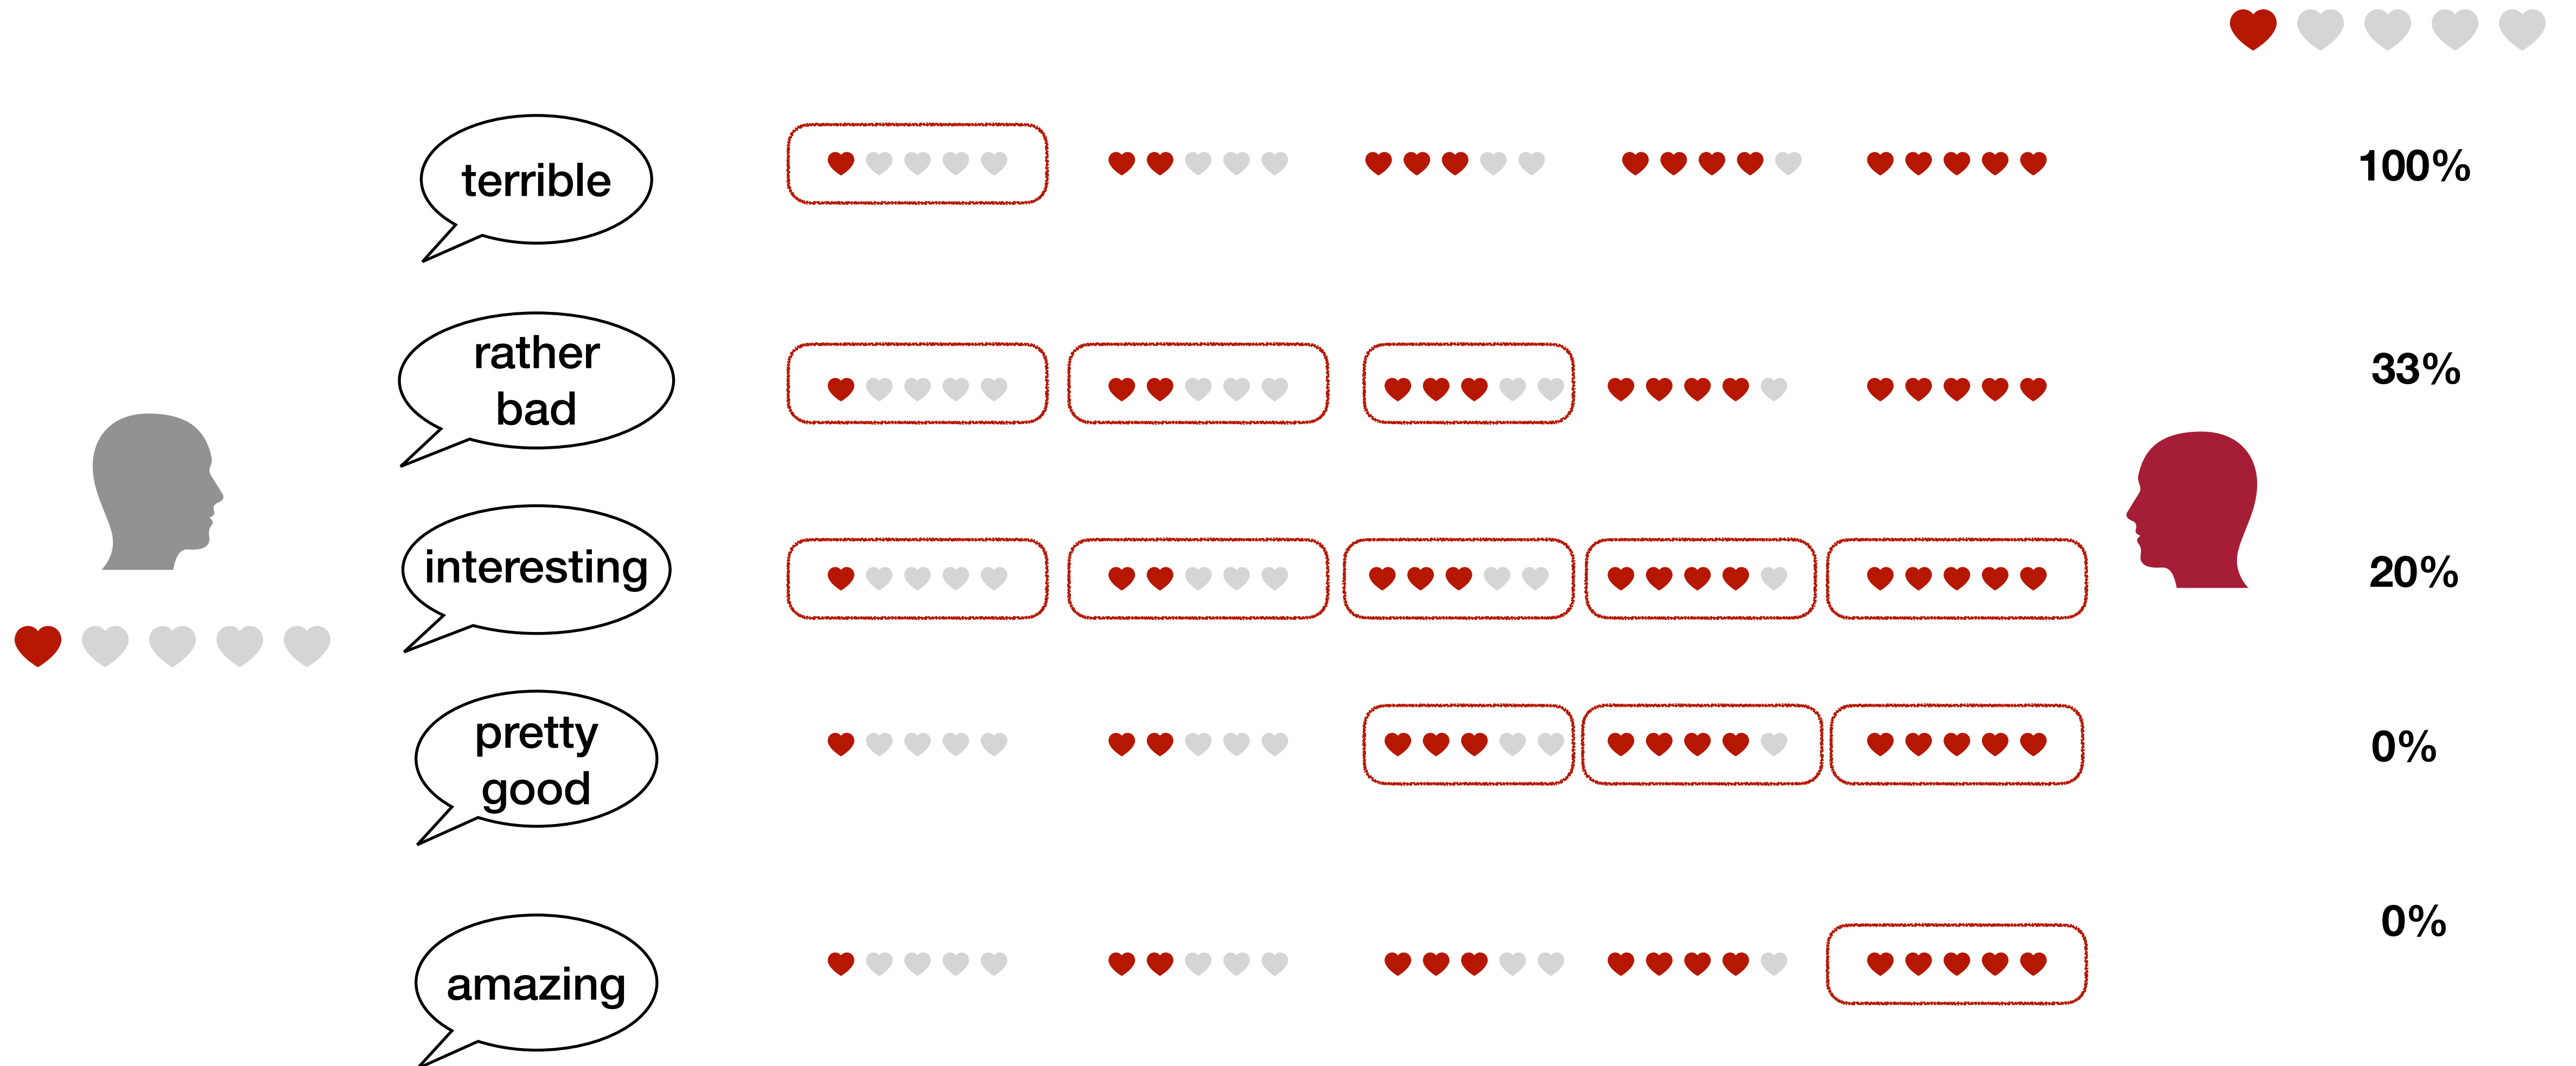 terrible
100%
rather
bad
33%
interesting
20%
pretty
good
0%
amazing
0%